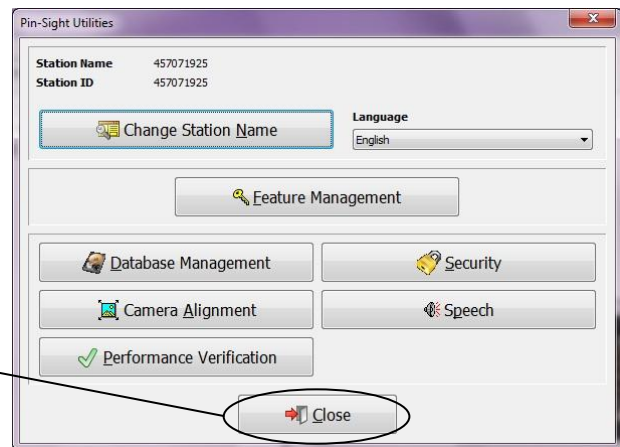 Pin-Sight Utilities
Station Name 457071925
Station ID 457071925
Change Station Name
Language
English
Feature Management
Database Management
Security
Camera Alignment
Speech
Performance Verification
Close